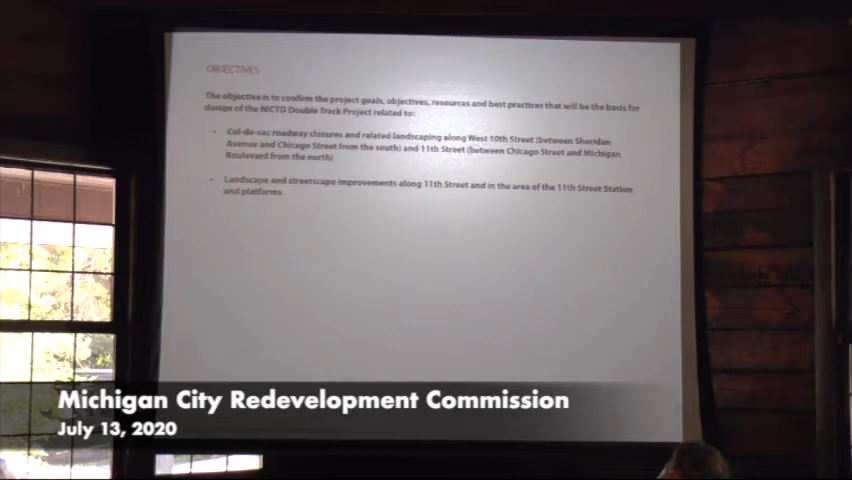 OBJECTIVES
The objective is to confirm the project goals, objectives, resources and best practices that will be the basis for
design of the NICTD Double Track Project related to:
• Cul-de-sac roadway closures and related landscaping along West 10th Street (between Sheridan
Avenue and Chicago Street from the south) and 11th Street (between Chicago Street and Michigan
Boulevard from the north)
• Landscape and streetscape improvements along 11th Street and in the area of the 11th Street Station
and platforms
Michigan City Redevelopment Commission
July 13, 2020